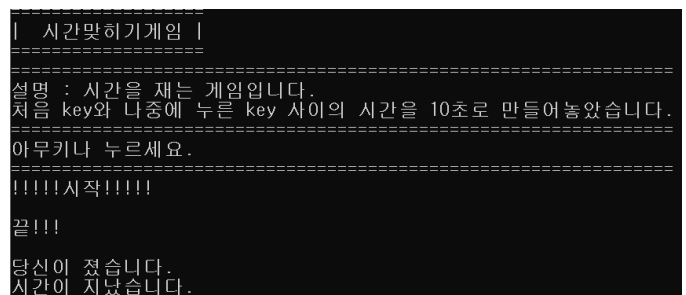 ===================
|  시간맞히기게임 |
===================
==================================================================
설명 : 시간을 재는 게임입니다.
처음 key와 나중에 누른 key 사이의 시간을 10초로 만들어놓았습니다.
==================================================================
아무키나 누르세요.
==================================================================
!!!!!시작!!!!!
끝!!!
당신이 졌습니다.
시간이 지났습니다.